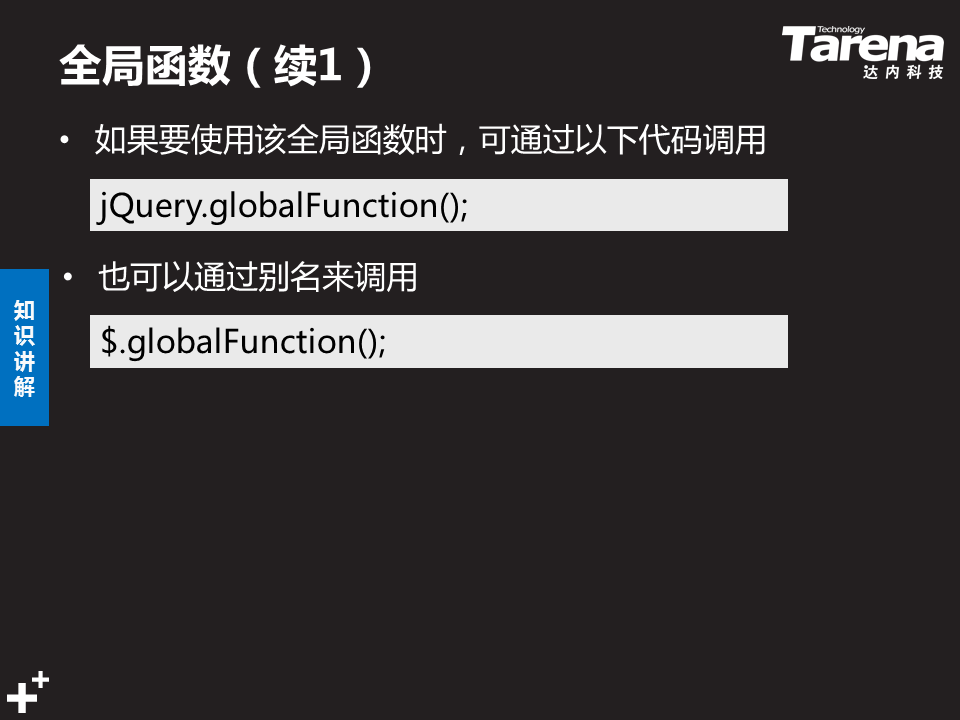 全局函数（续1）
Technology
Tarena
达内科技
• 如果要使用该全局函数时，可通过以下代码调用
jQuery.globalFunction();
• 也可以通过别名来调用
$.globalFunction();
知
识
讲
解